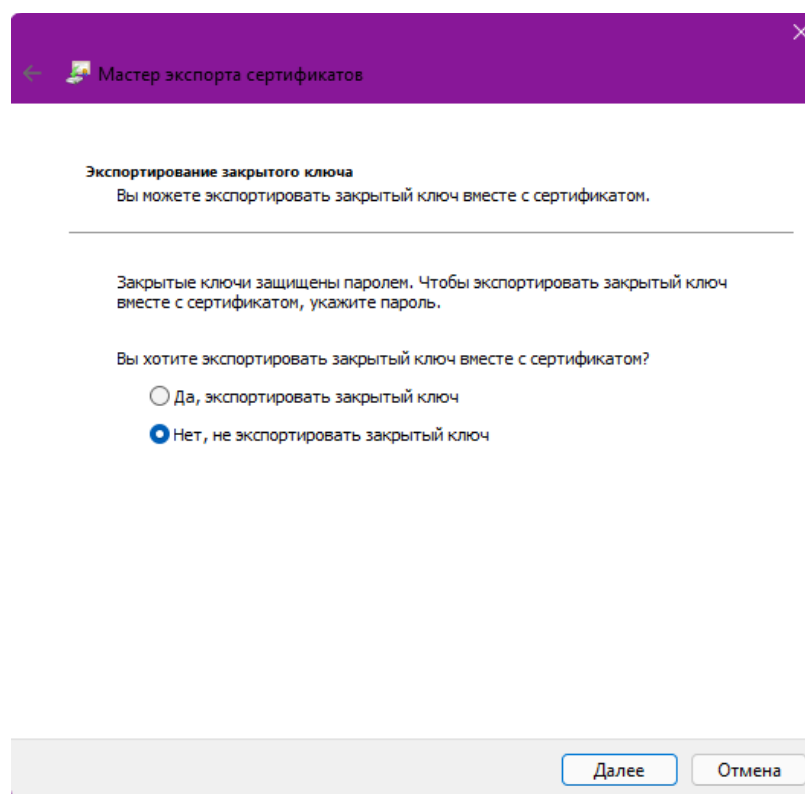 Мастер экспорта сертификатов
Экспортирование закрытого ключа
Вы можете экспортировать закрытый ключ вместе с сертификатом.
Закрытые ключи защищены паролем. Чтобы экспортировать закрытый ключ
вместе с сертификатом, укажите пароль.
Вы хотите экспортировать закрытый ключ вместе с сертификатом?
Да, экспортировать закрытый ключ
Нет, не экспортировать закрытый ключ
Далее
Отмена